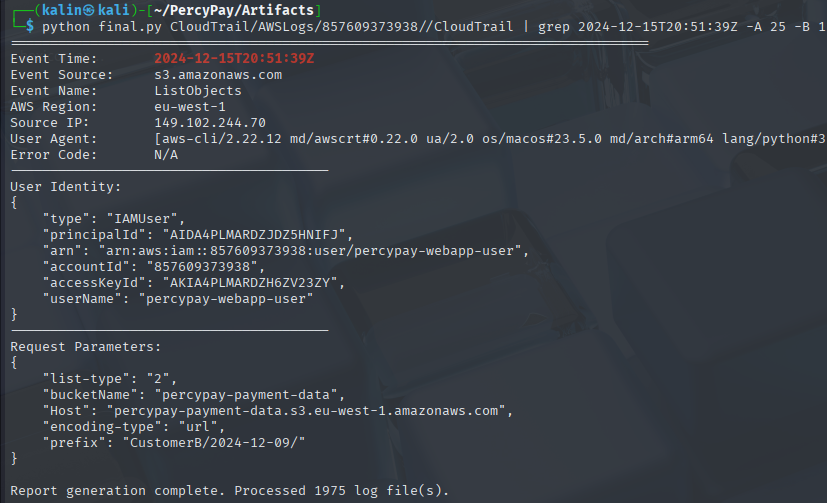 ┌──(kalin㉿kali)-[~/PercyPay/Artifacts]
└─$ python final.py CloudTrail/AWSLogs/857609373938//CloudTrail | grep 2024-12-15T20:51:39Z -A 25 -B 1
Event Time: 2024-12-15T20:51:39Z
Event Source: s3.amazonaws.com
Event Name: ListObjects
AWS Region: eu-west-1
Source IP: 149.102.244.70
User Agent: [aws-cli/2.22.12 md/awscrt#0.22.0 ua/2.0 os/macos#23.5.0 md/arch#arm64 lang/python#3
Error Code: N/A
User Identity:
{
    "type": "IAMUser",
    "principalId": "AIDA4PLMARDZJDZ5HNIFJ",
    "arn": "arn:aws:iam::857609373938:user/percypay-webapp-user",
    "accountId": "857609373938",
    "accessKeyId": "AKIA4PLMARDZH6ZV23ZY",
    "userName": "percypay-webapp-user"
}
Request Parameters:
{
    "list-type": "2",
    "bucketName": "percypay-payment-data",
    "Host": "percypay-payment-data.s3.eu-west-1.amazonaws.com",
    "encoding-type": "url",
    "prefix": "CustomerB/2024-12-09/"
}
Report generation complete. Processed 1975 log file(s).